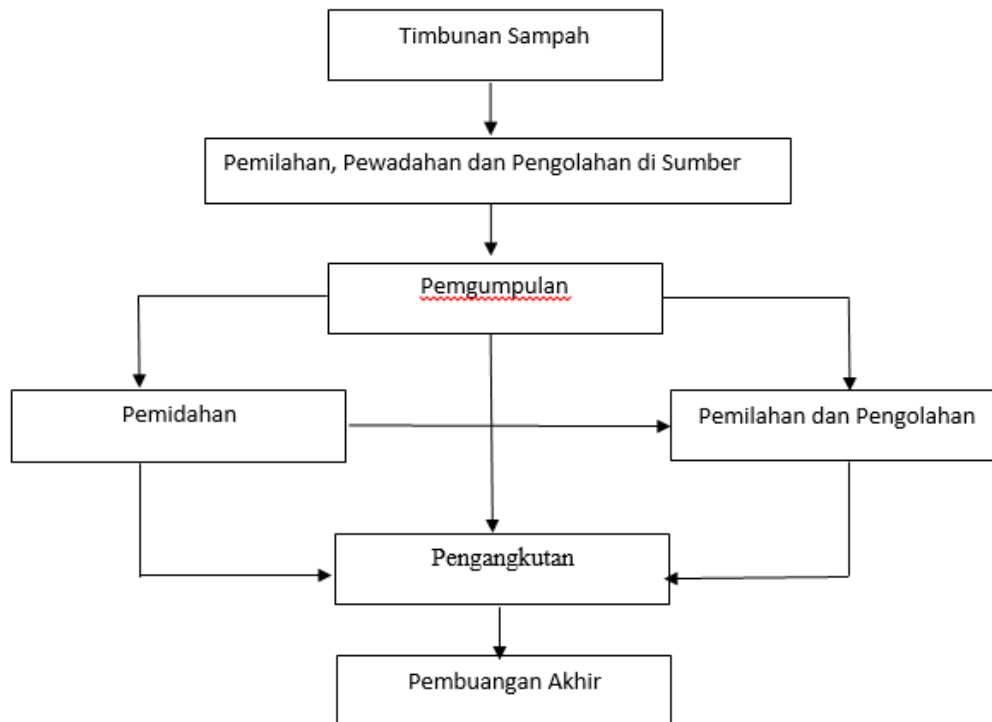 Timbunan Sampah
Pemilahan, Pewadahan dan Pengolahan di Sumber
Pemgumpulan
Pemidahan
Pemilahan dan Pengolahan
Pengangkutan
Pembuangan Akhir